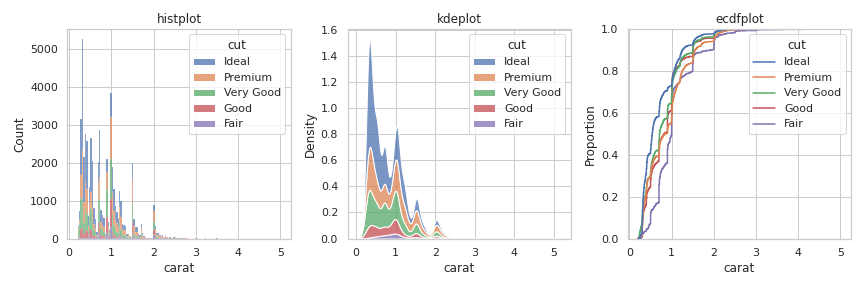 histplot
cut
Ideal
Premium
Very Good
Good
Fair
5000
4000
3000
2000
1000
0
Count
0 1 2 3 4 5
carat
kdeplot
cut
Ideal
Premium
Very Good
Good
Fair
1.6
1.4
1.2
1.0
0.8
0.6
0.4
0.2
0.0
Density
0 1 2 3 4 5
carat
ecdfplot
cut
Ideal
Premium
Very Good
Good
Fair
1.0
0.8
0.6
0.4
0.2
0.0
Proportion
0 1 2 3 4 5
carat